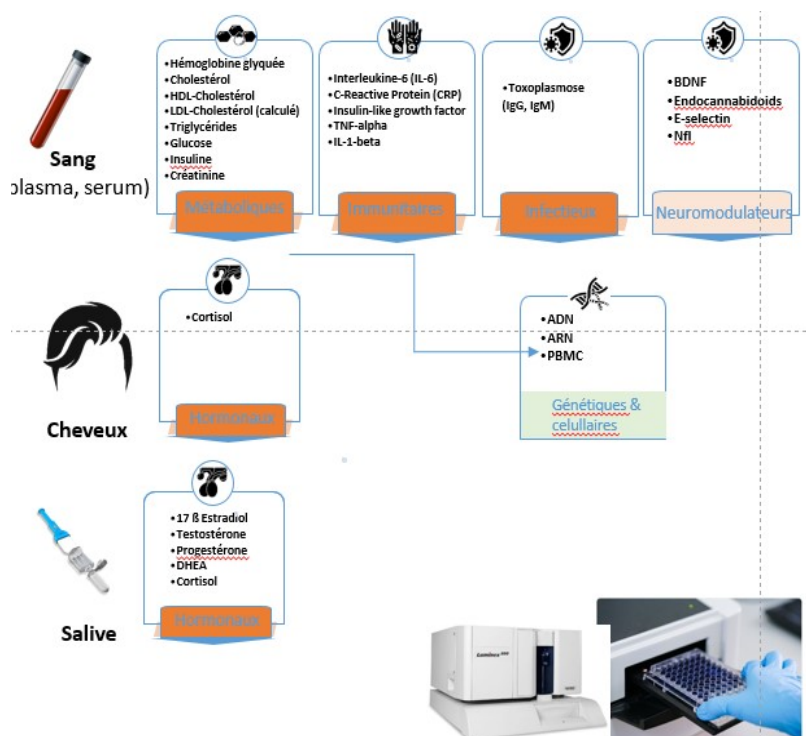 Sang
(plasma, serum)
•Hémoglobine glyquée
•Cholestérol
•HDL-Cholestérol
•LDL-Cholestérol (calculé)
•Triglycérides
•Glucose
•Insuline
•Créatinine
Métaboliques
•Interleukine-6 (IL-6)
•C-Reactive Protein (CRP)
•Insulin-like growth factor
•TNF-alpha
•IL-1-beta
Immunitaires
•Toxoplasmose
(IgG, IgM)
Infectieux
•BDNF
•Endocannabidoids
•E-selectin
•Nfl
Neuromodulateurs
Cheveux
•Cortisol
Hormonaux
•ADN
•ARN
•PBMC
Génétiques &
celullaires
Salive
•17 ß Estradiol
•Testostérone
•Progestérone
•DHEA
•Cortisol
Hormonaux